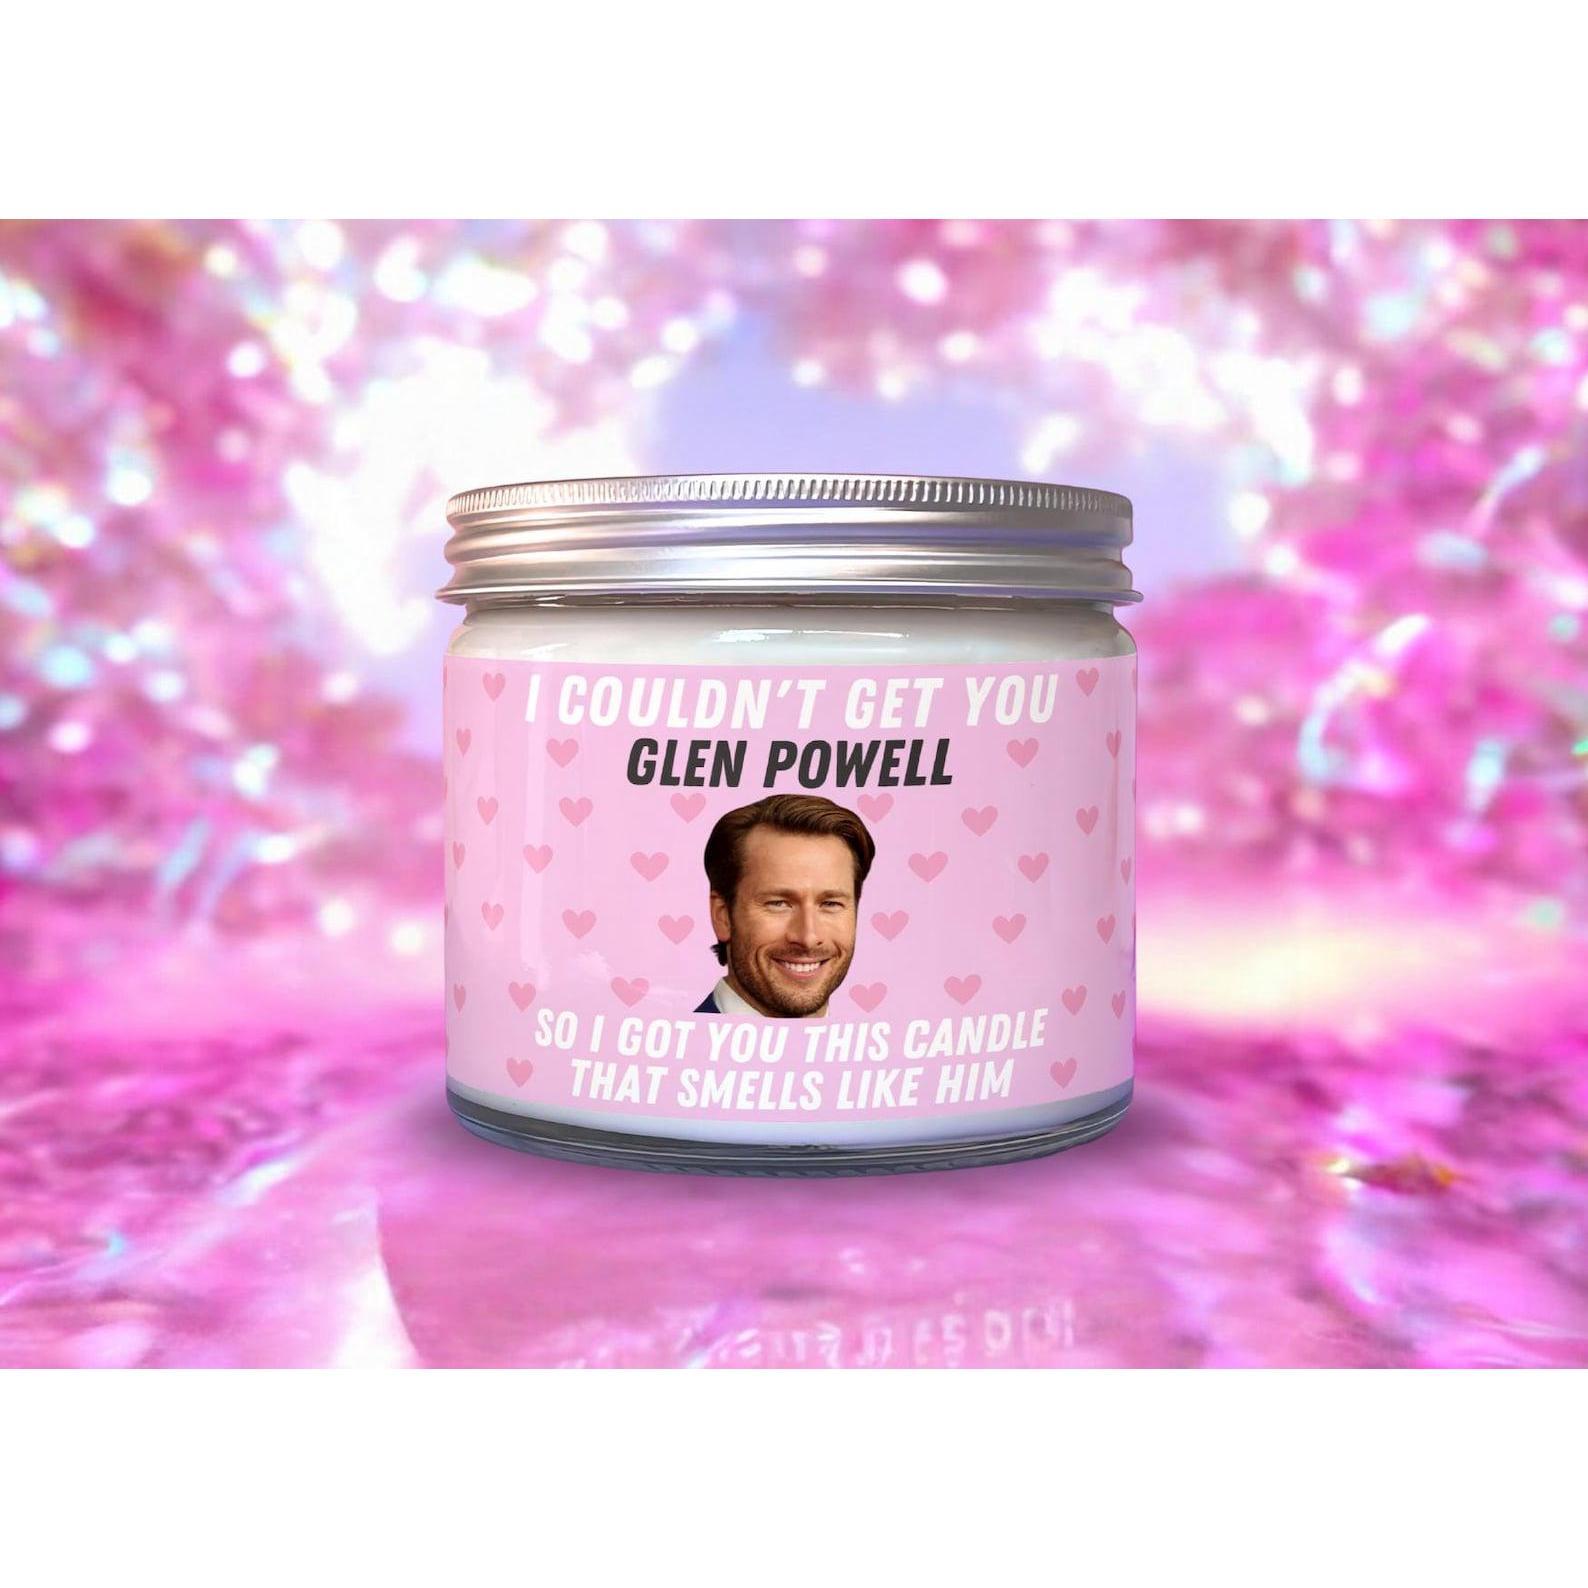 I COULDN'T GET YOU
GLEN POWELL
SO I GOT YOU THIS CANDLE
THAT SMELLS LIKE HIM